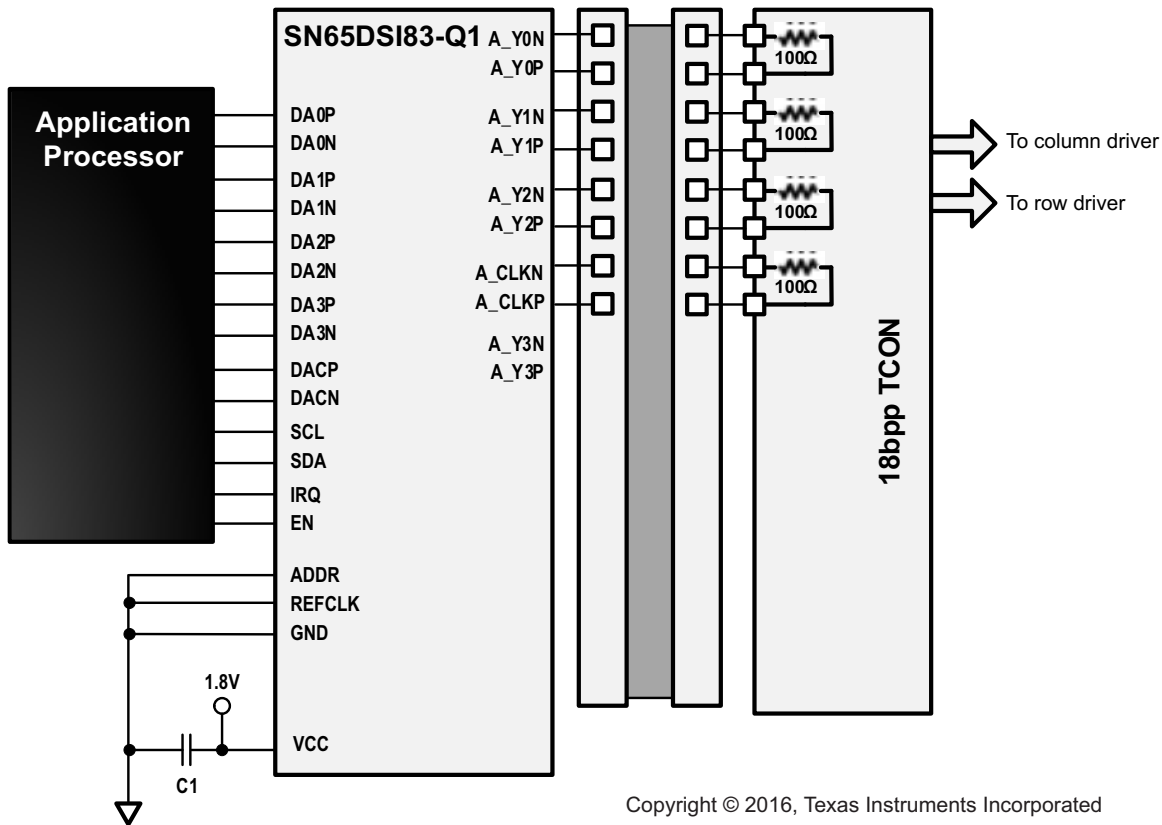 SN65DSI83-Q1
Application
Processor
DA0P
DA0N
DA1P
DA1N
DA2P
DA2N
DA3P
DA3N
DACP
DACN
SCL
SDA
IRQ
EN
ADDR
REFCLK
GND
1.8V
VCC
C1
A_Y0N
A_Y0P
A_Y1N
A_Y1P
A_Y2N
A_Y2P
A_CLKN
A_CLKP
A_Y3N
A_Y3P
100Ω
100Ω
100Ω
100Ω
18bpp TCON
To column driver
To row driver
Copyright © 2016, Texas Instruments Incorporated